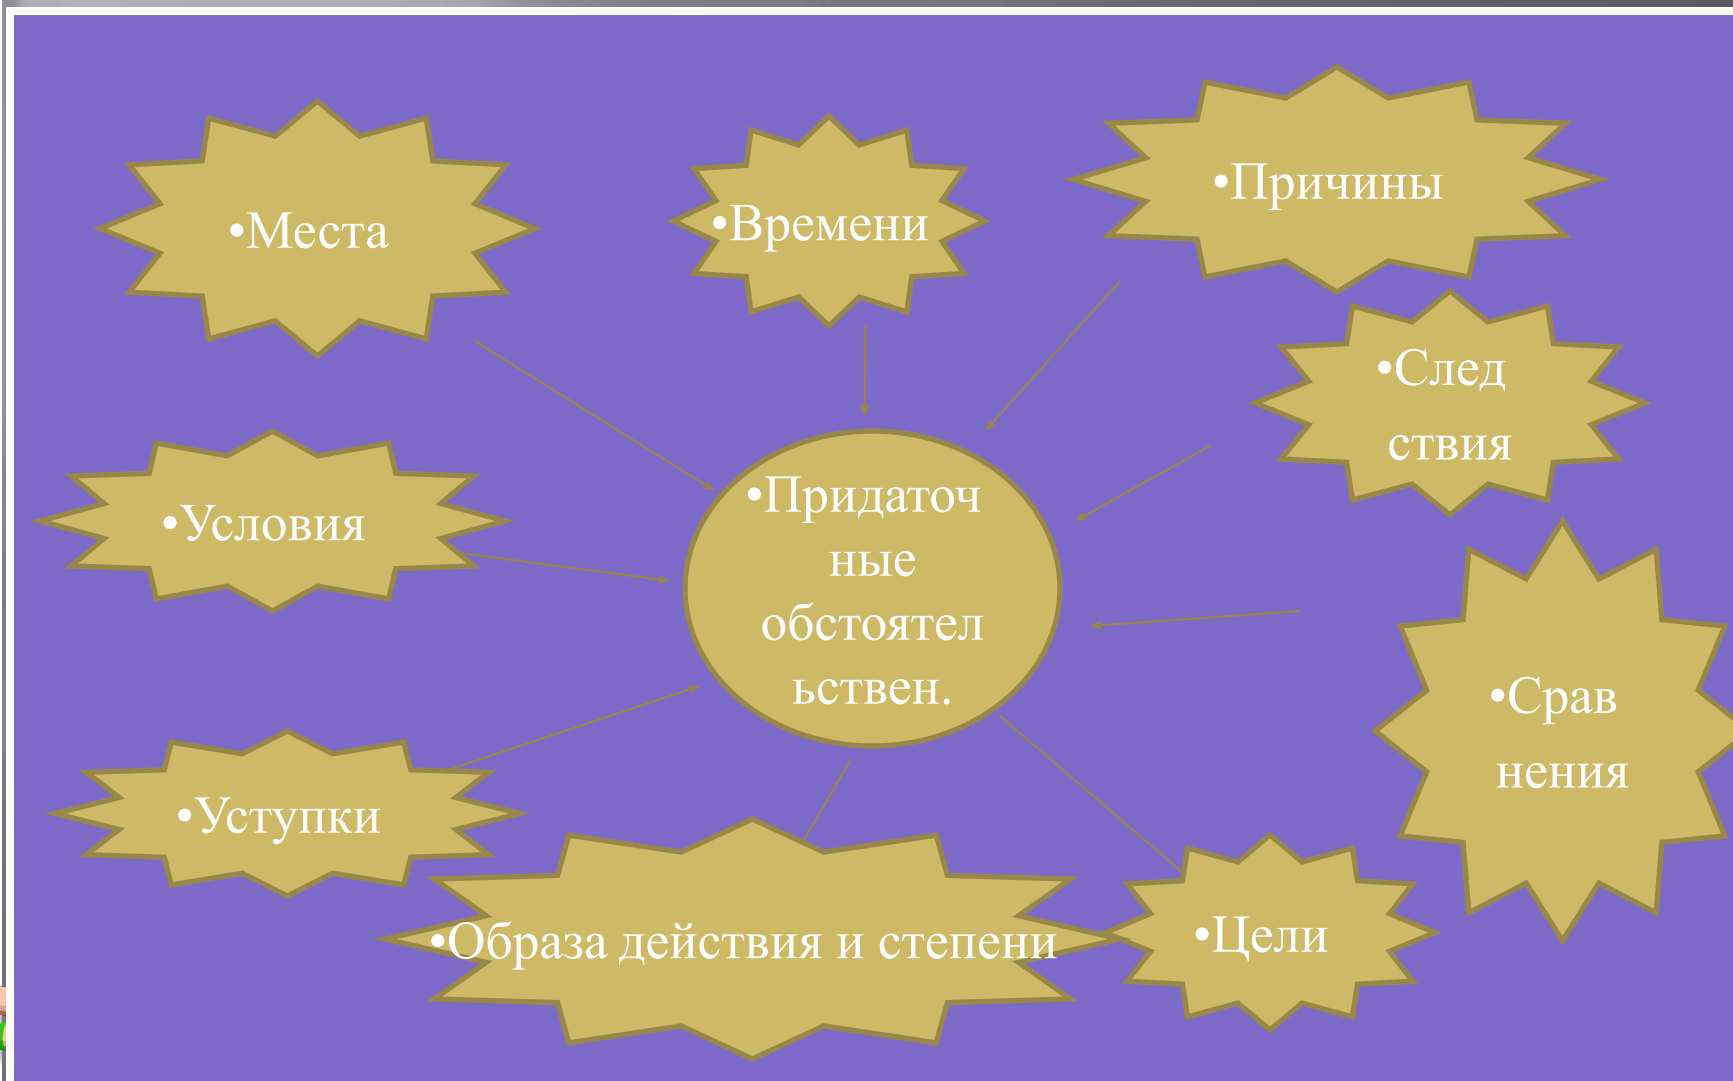 •Места
•Времени
•Причины
•След
ствия
•Условия
•Придаточ
ные
обстоятел
ьствен.
•Срав
нения
•Уступки
•Образа действия и степени
•Цели